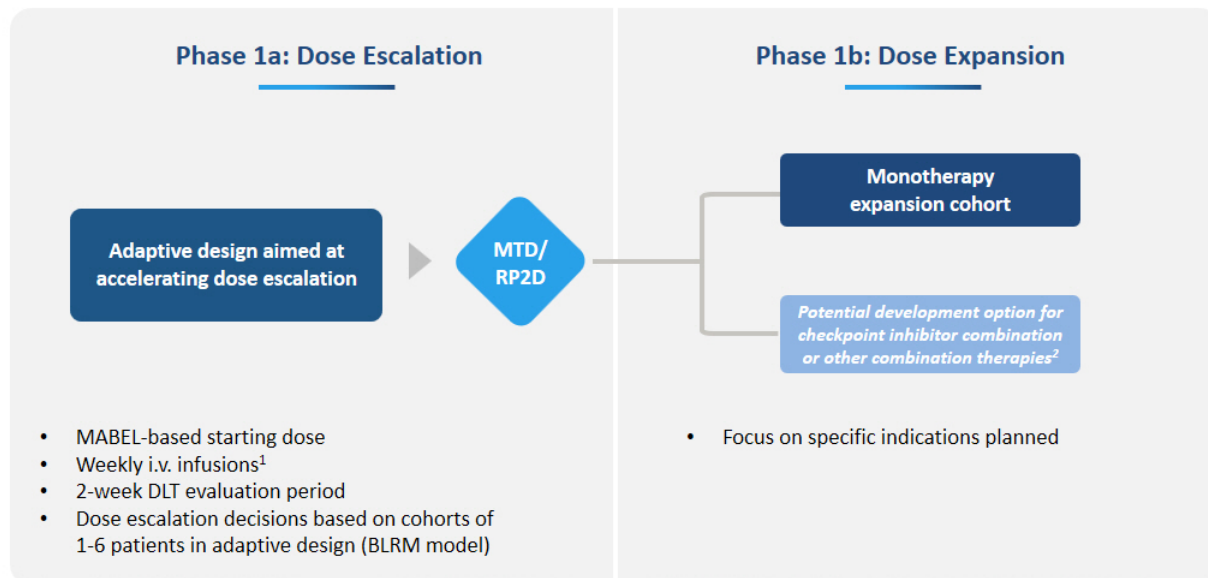 Phase 1a: Dose Escalation
Adaptive design aimed at
accelerating dose escalation
MTD/
RP2D
• MABEL-based starting dose
• Weekly i.v. infusions¹
• 2-week DLT evaluation period
• Dose escalation decisions based on cohorts of
1-6 patients in adaptive design (BLRM model)
Phase 1b: Dose Expansion
Monotherapy
expansion cohort
Potential development option for
checkpoint inhibitor combination
or other combination therapies²
• Focus on specific indications planned